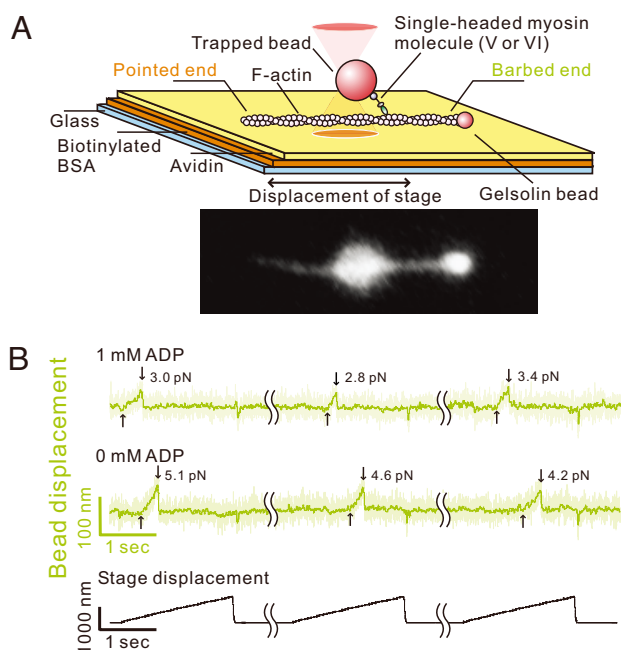 A
Trapped bead
Single-headed myosin
molecule (V or VI)
Pointed end
F-actin
Barbed end
Glass
Biotinylated
BSA
Avidin
Displacement of stage
Gelsolin bead
B
Bead displacement
1 mM ADP
3.0 pN
2.8 pN
3.4 pN
0 mM ADP
5.1 pN
4.6 pN
4.2 pN
100 nm
1 sec
Stage displacement
1000 nm
1 sec